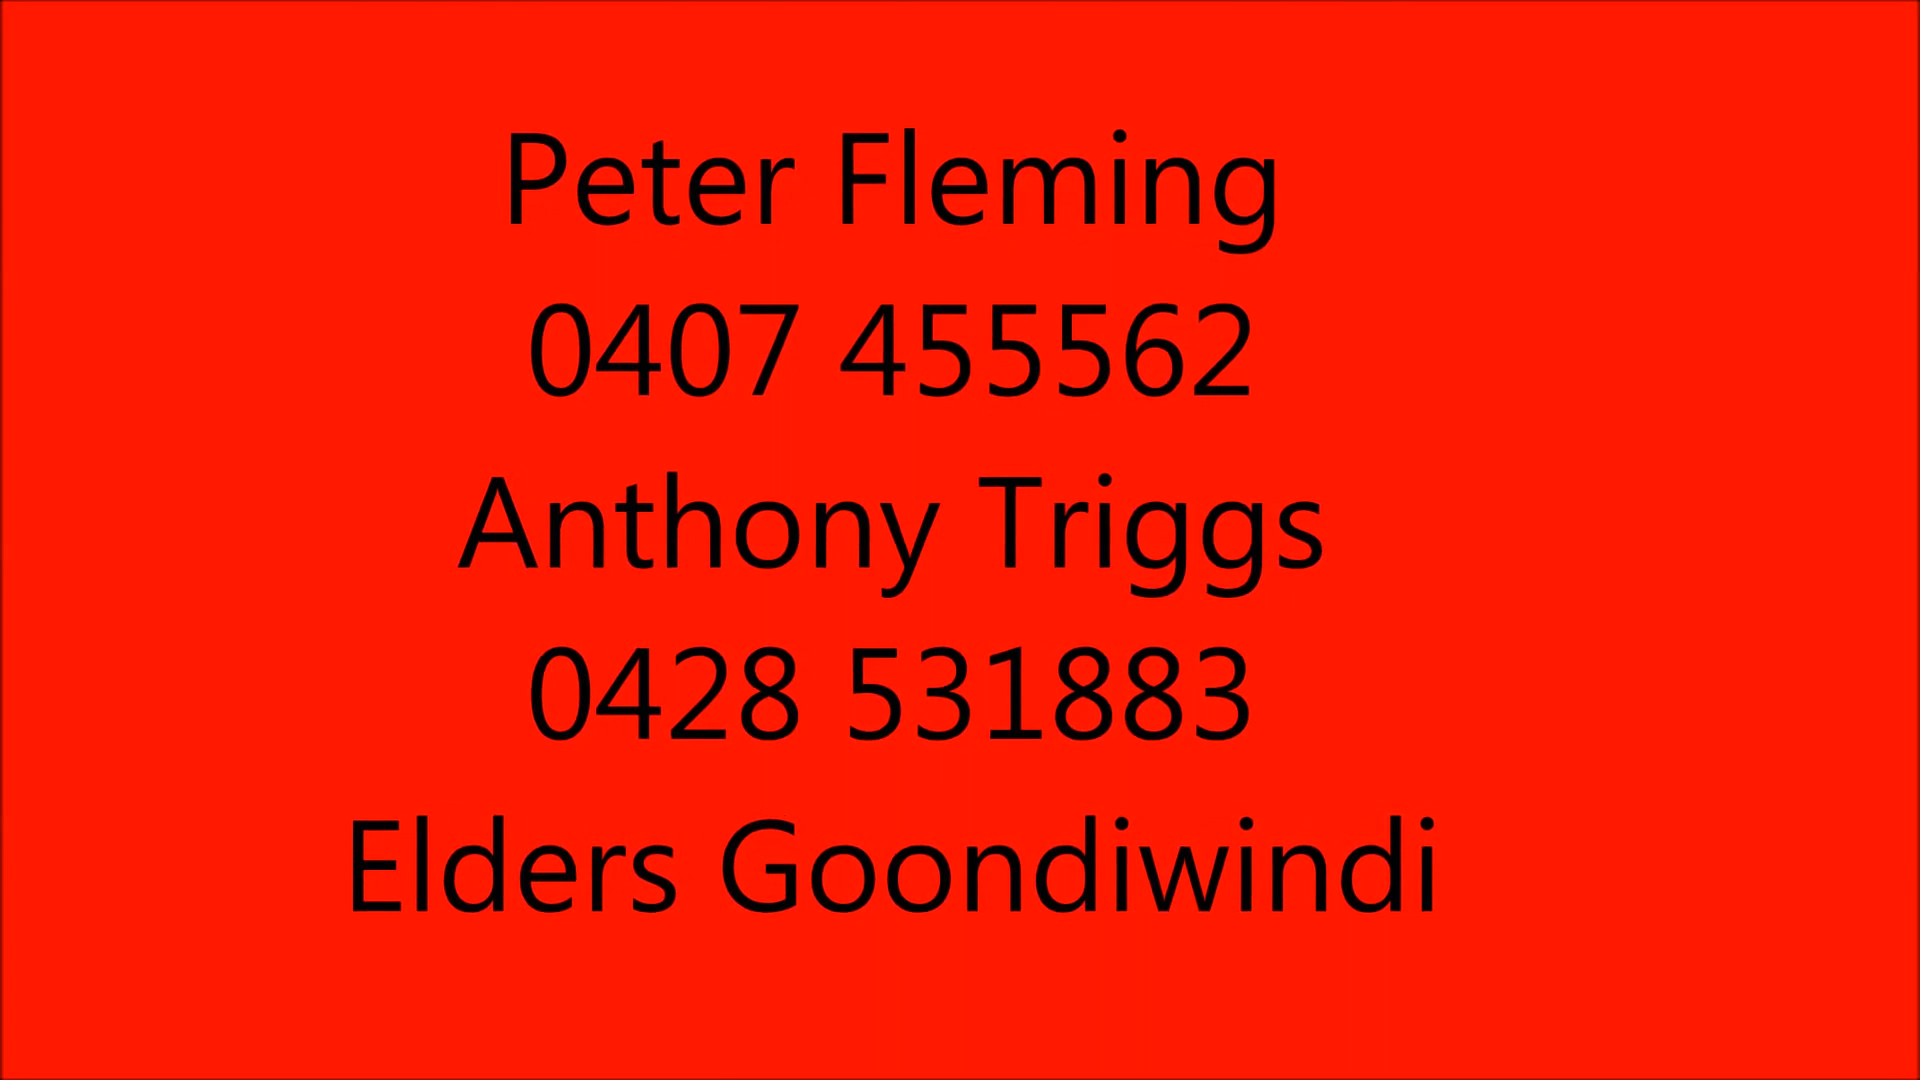 Peter Fleming
0407 455562
Anthony Triggs
0428 531883
Elders Goondiwindi